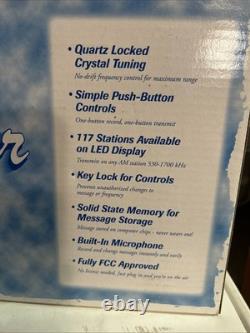 • Quartz Locked
Crystal Tuning
No-drift frequency control for maximum range
• Simple Push-Button
Controls
One-button record, one-button transmit
• 117 Stations Available
on LED Display
Transmits on any AM station 530-1700 kHz
• Key Lock for Controls
Prevents unauthorized changes to
message or frequency
• Solid State Memory for
Message Storage
Message stored on computer chips - never wears out!
• Built-In Microphone
Record and change messages instantly and easily
• Fully FCC Approved
No license needed. Just plug in and you're on the air
r